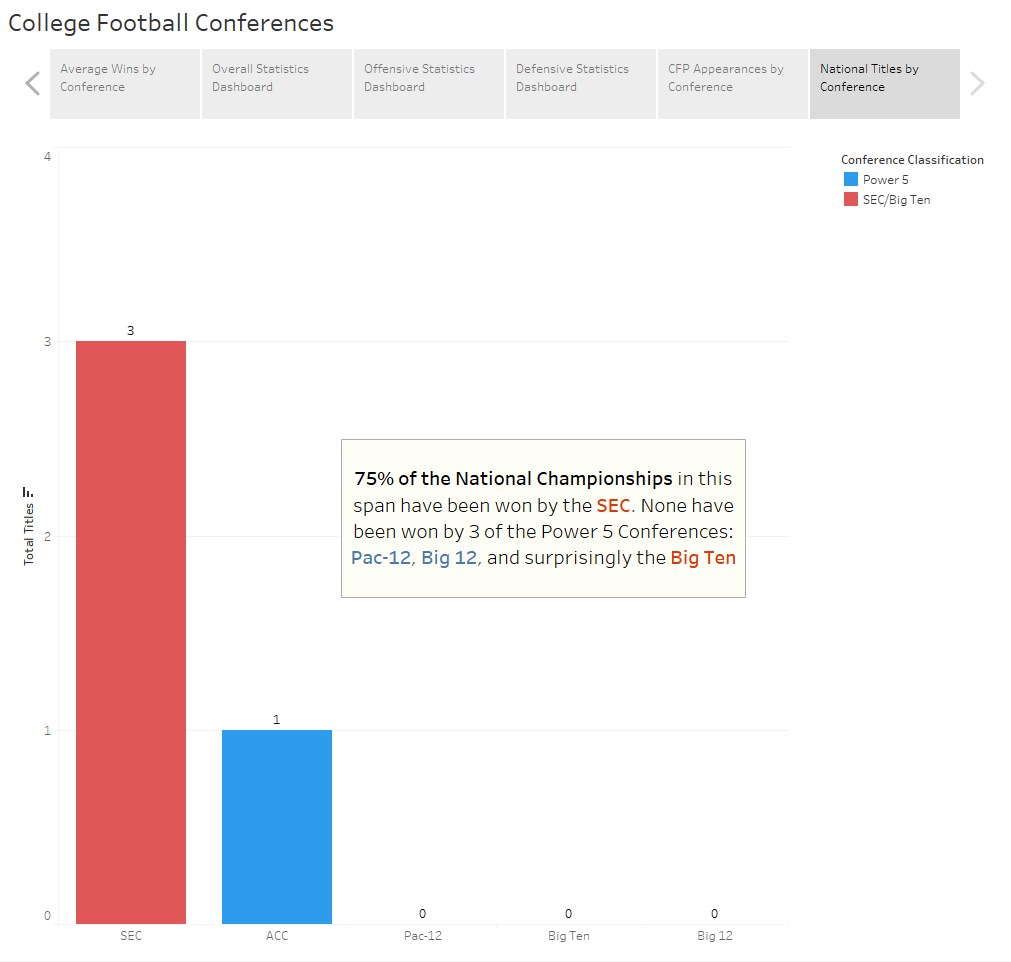 College Football Conferences
Average Wins by
Conference
Overall Statistics
Dashboard
Offensive Statistics
Dashboard
Defensive Statistics
Dashboard
CFP Appearances by
Conference
National Titles by
Conference
Conference Classification
Power 5
SEC/Big Ten
4
3
2
1
0
Total Titles
3
1
0
0
0
75% of the National Championships in this
span have been won by the SEC. None have
been won by 3 of the Power 5 Conferences:
Pac-12, Big 12, and surprisingly the Big Ten
SEC
ACC
Pac-12
Big Ten
Big 12